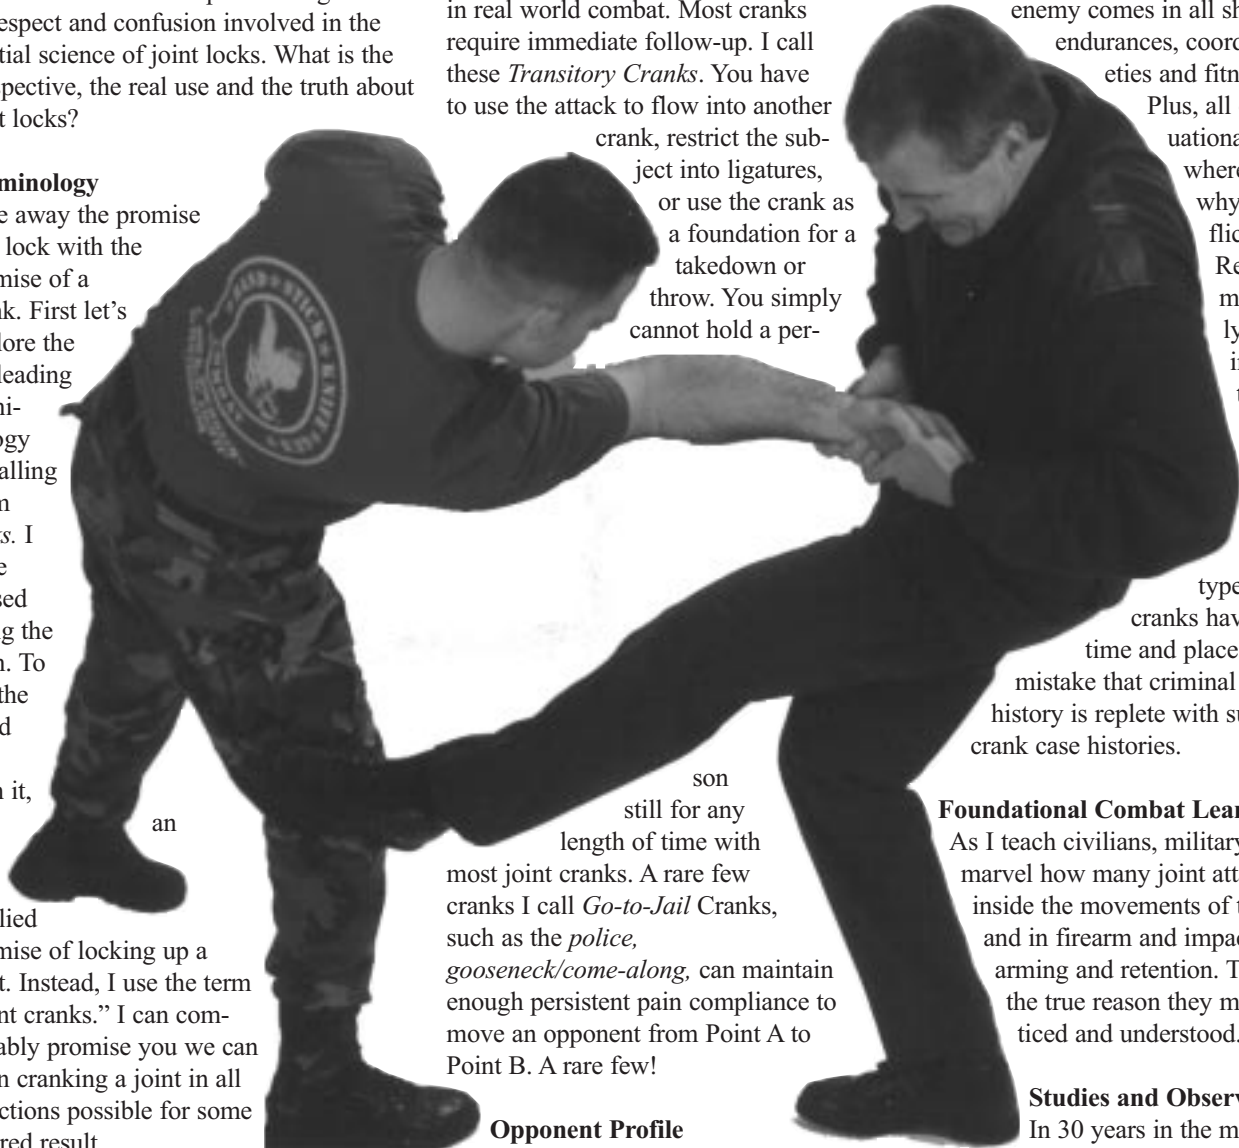 espect and confusion involved in the
tial science of joint locks. What is the
spective, the real use and the truth about
t locks?
minology
e away the promise
lock with the
mise of a
nk. First let's
lore the
leading
ni-
ogy
alling
m
s. I
e
sed
g the
n. To
the
d
n it,
an
lied
mise of locking up a
t. Instead, I use the term
nt cranks.” I can com-
ably promise you we can
n cranking a joint in all
ctions possible for some
red result
STICK • KNIFE
in real world combat. Most cranks
require immediate follow-up. I call
these Transitory Cranks. You have
to use the attack to flow into another
crank, restrict the sub-
ject into ligatures,
or use the crank as
a foundation for a
takedown or
throw. You simply
cannot hold a per-
son
still for any
length of time with
most joint cranks. A rare few
cranks I call Go-to-Jail Cranks,
such as the police,
gooseneck/come-along, can maintain
enough persistent pain compliance to
move an opponent from Point A to
Point B. A rare few!
Opponent Profile
enemy comes in all sh
endurances, coord
eties and fitn
Plus, all
uationa
where
why
flic
Re
m
ly
i
t
type
cranks hav
time and place
mistake that criminal
history is replete with su
crank case histories.
Foundational Combat Lear
As I teach civilians, military
marvel how many joint att
inside the movements of t
and in firearm and impac
arming and retention. T
the true reason they m
ticed and understood.
Studies and Observ
In 30 years in the m